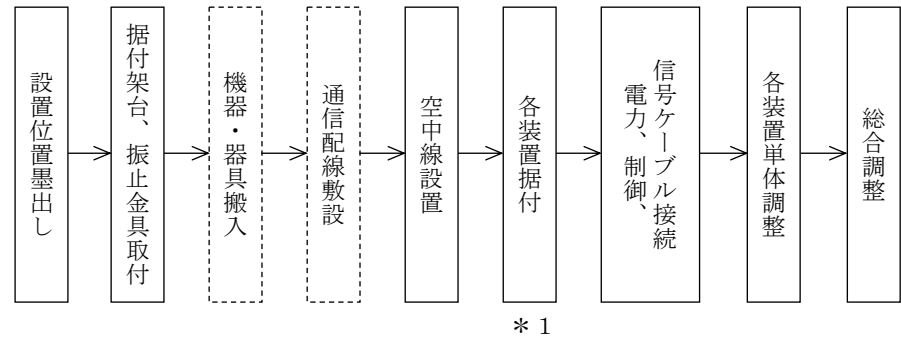 設置位置墨出し
据付架台、振止金具取付
機器・器具搬入
通信配線敷設
空中線設置
各装置据付
信号ケーブル接続
電力、制御、
各装置単体調整
総合調整
＊１